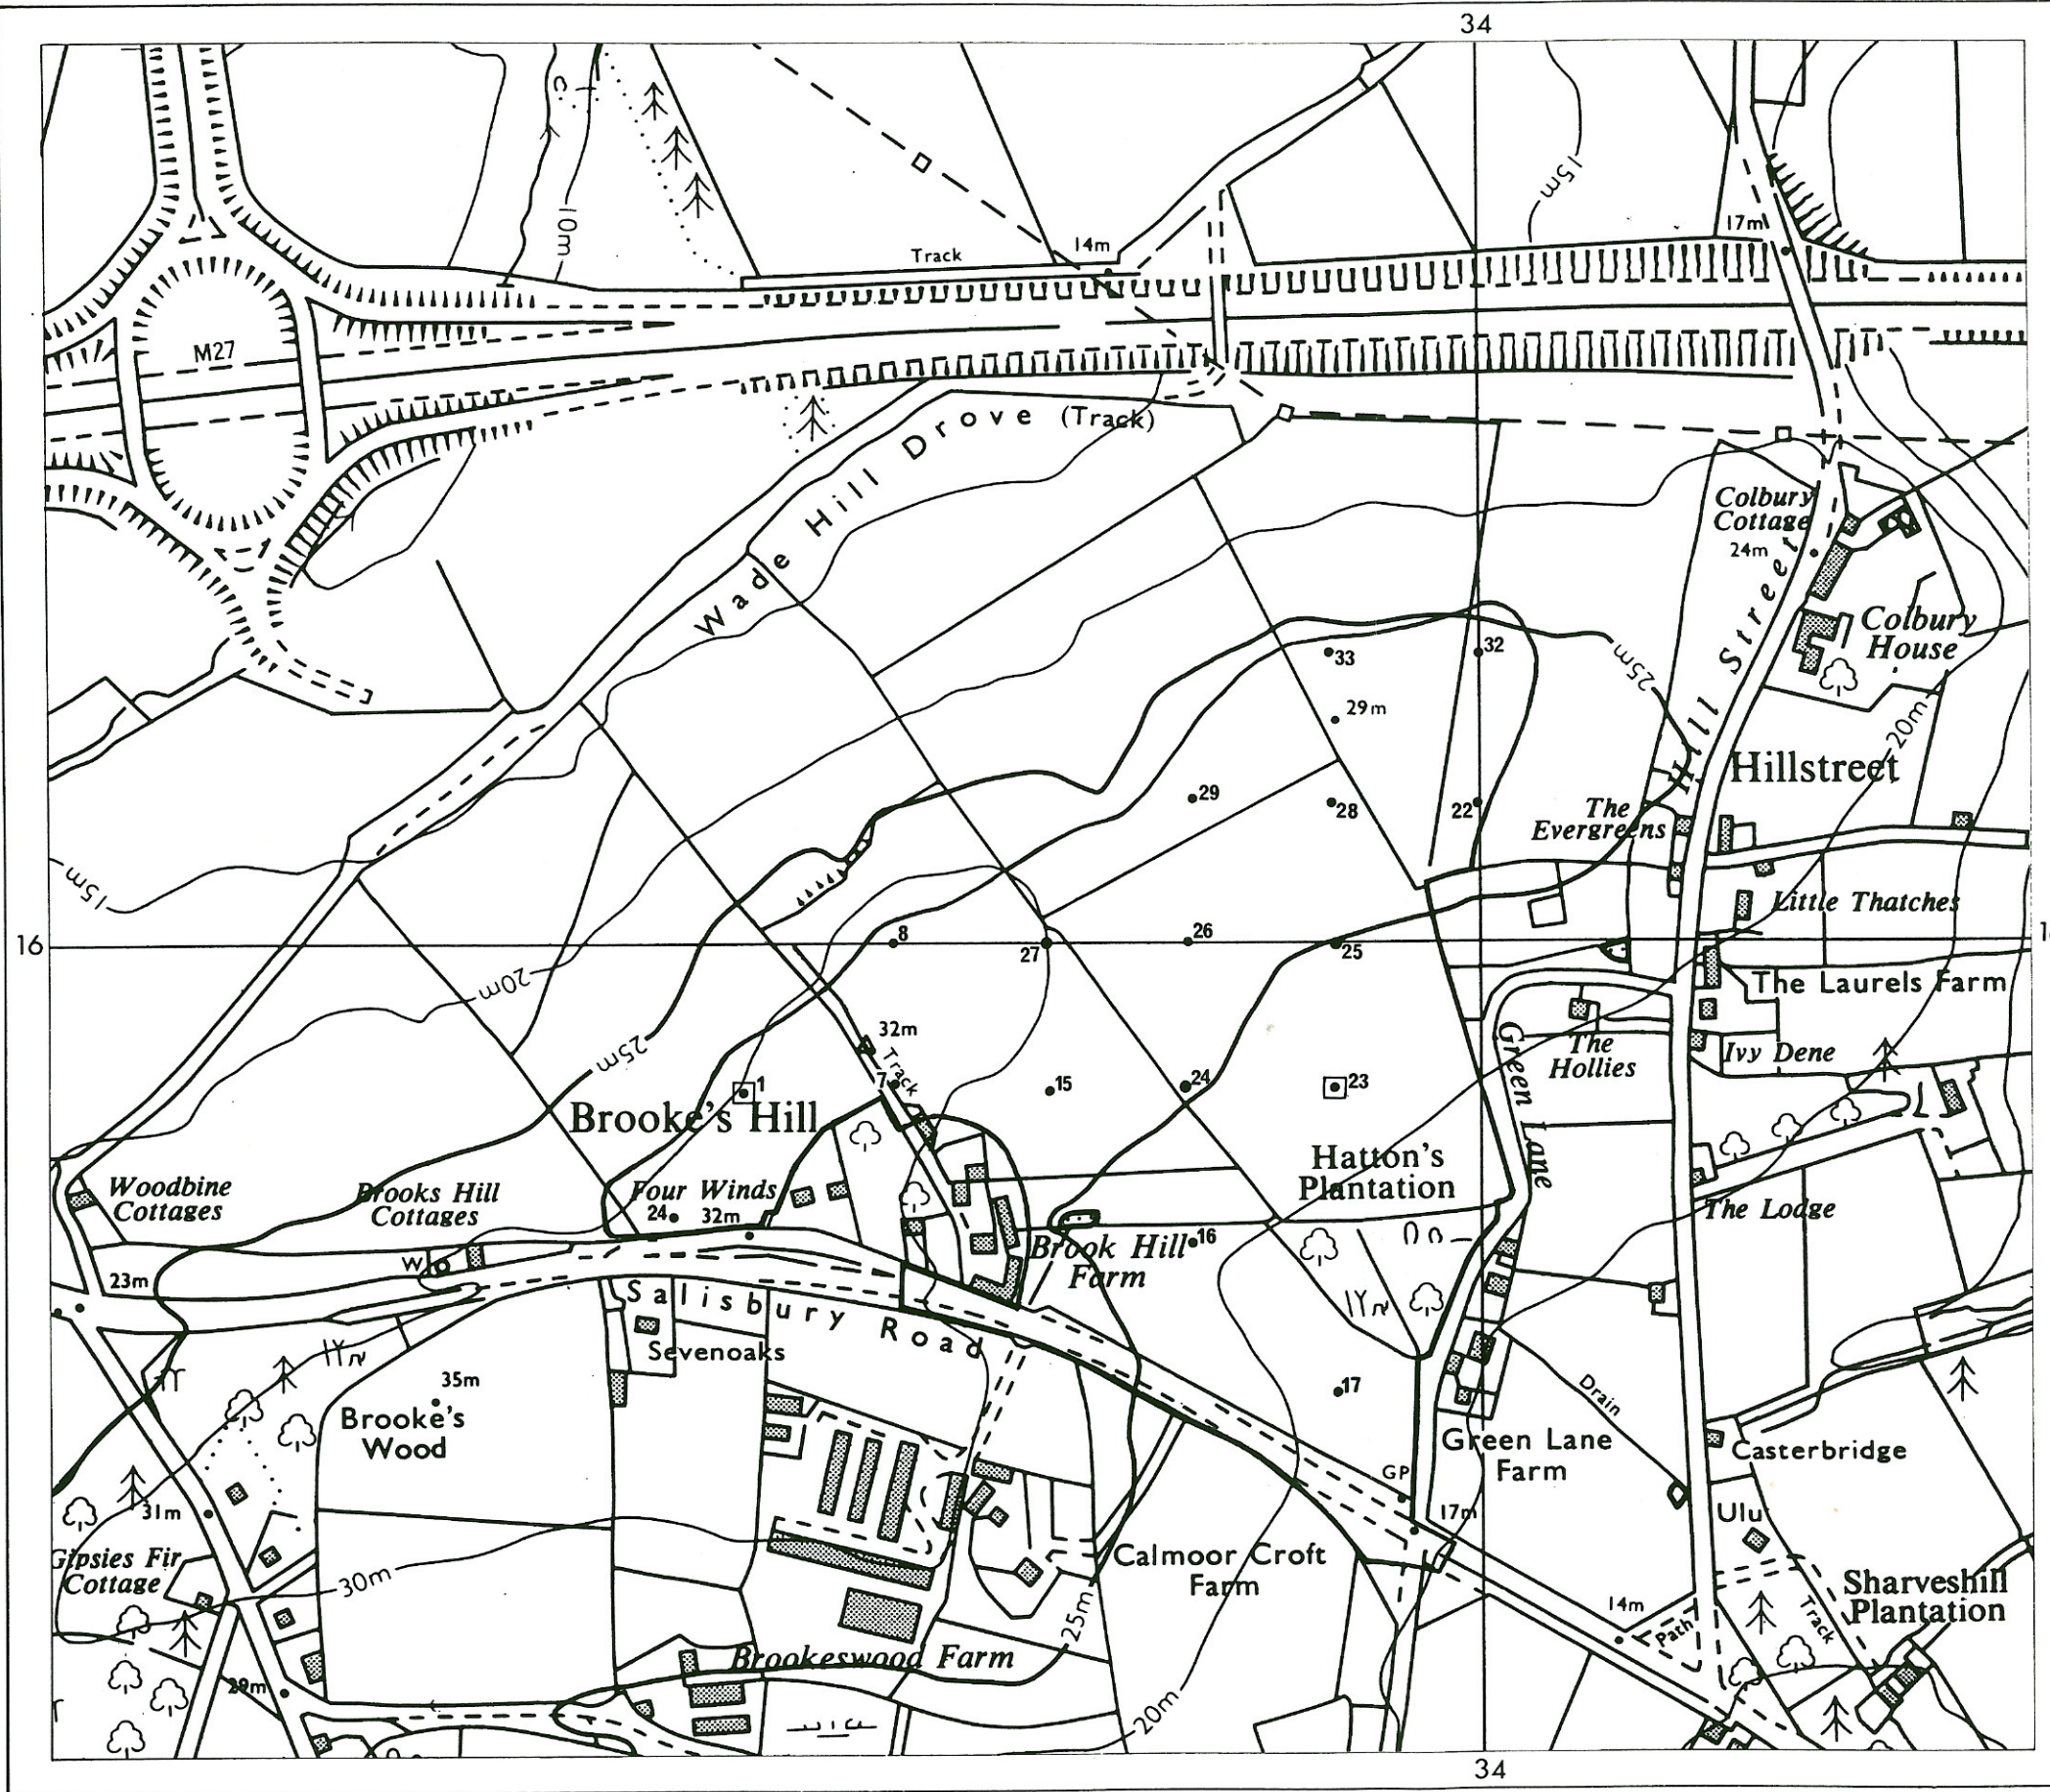 34
15m
10m
17m
14m
Track
M27
Wade Hill Drove (Track)
Colbury
Cottage
24m
Hill Street
Colbury
House
33
32
29m
25m
20m
Hillstreet
29
28
22
The
Evergreens
15m
Little Thatches
16
8
27
26
25
20m
The Laurels Farm
32m
25m
Track
Green Lane
The
Hollies
Ivy Dene
1
7
15
24
23
Brooke's Hill
Hatton's
Plantation
Woodbine
Cottages
Brooks Hill
Cottages
Four Winds
24
32m
The Lodge
W
Brook Hill
Farm
16
23m
Salisbury Road
Sevenoaks
35m
Brooke's
Wood
17
Drain
Green Lane
Farm
Casterbridge
GP
17m
31m
Ulu
Gipsies Fir
Cottage
30m
Calmoor Croft
Farm
Sharveshill
Plantation
25m
14m
Path
Track
Brookeswood Farm
29m
20m
34